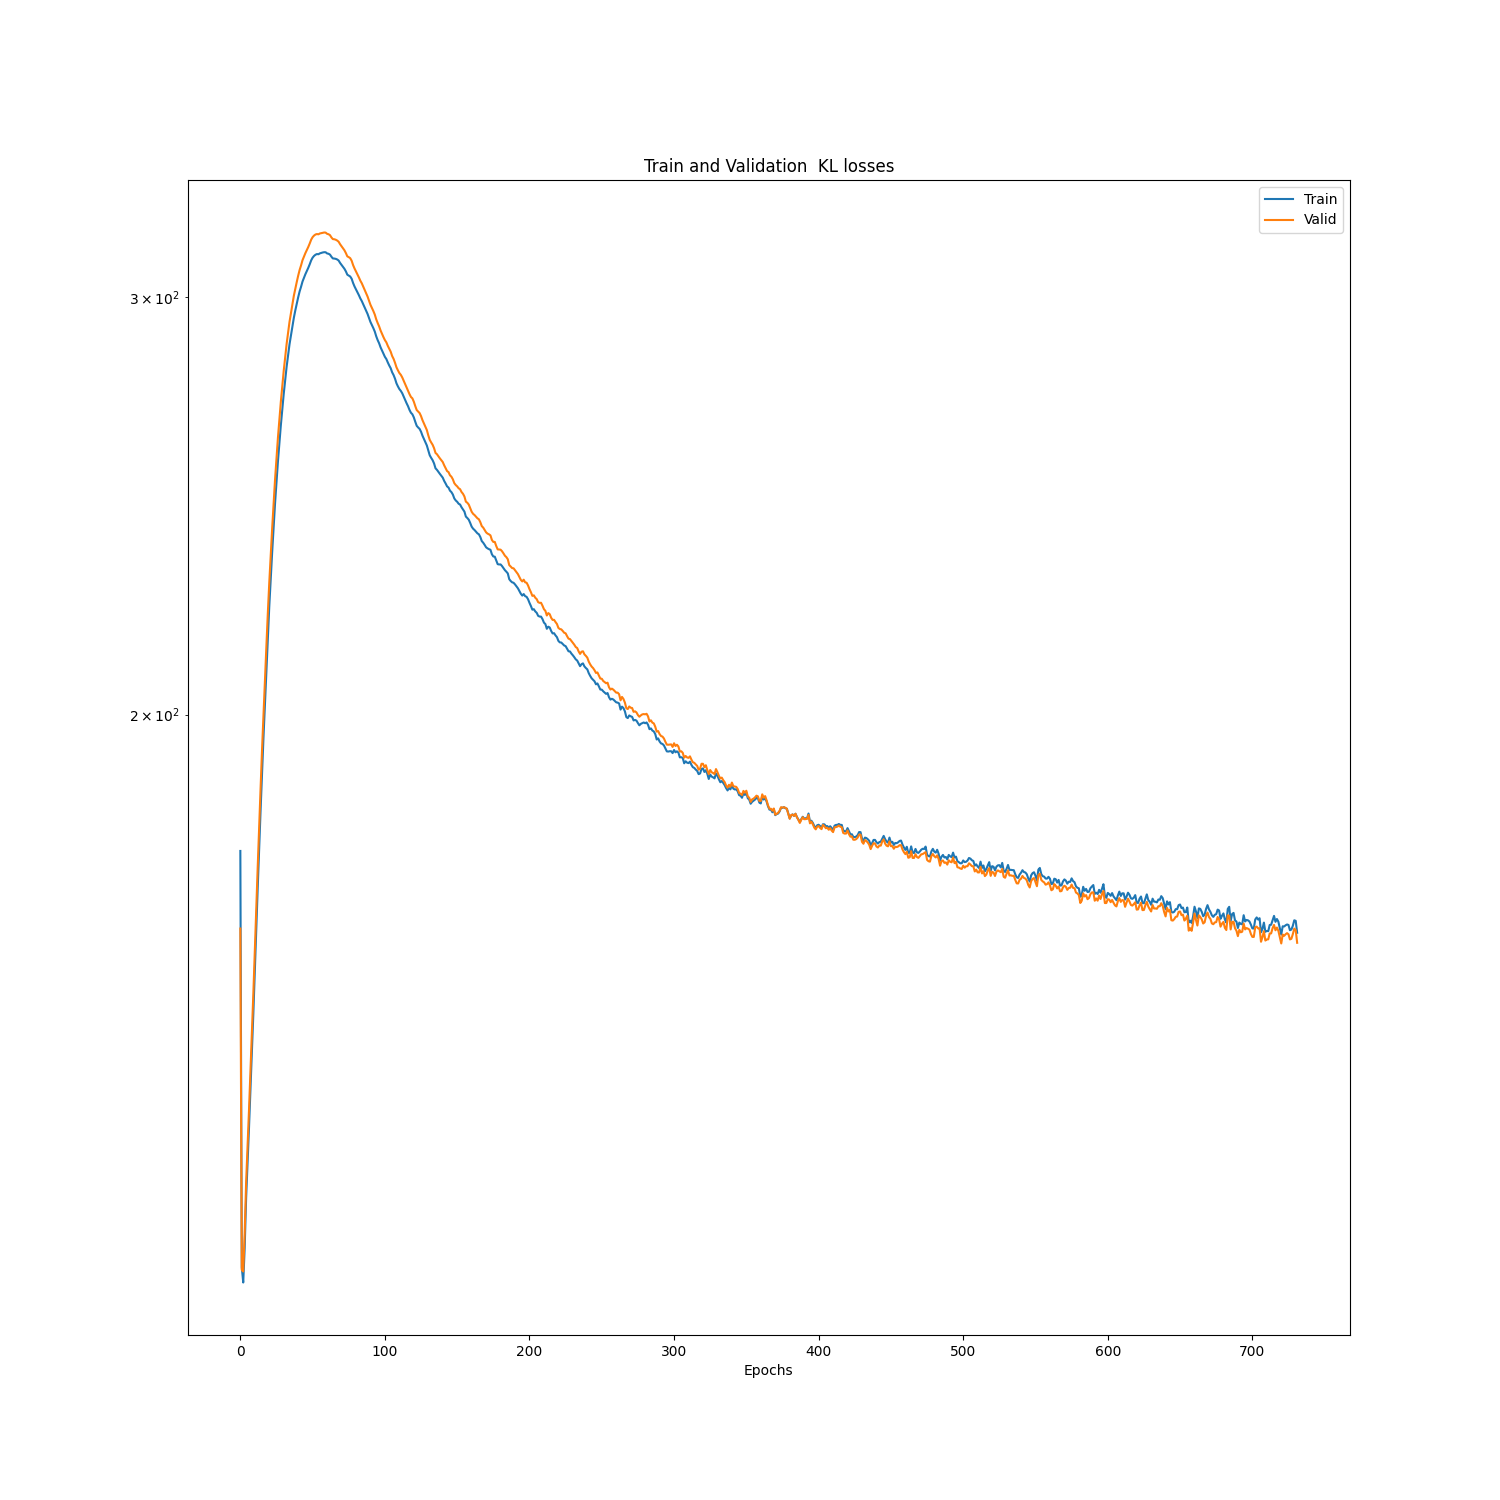 Train and Validation  KL losses
Train
Valid
3 × 10²
2 × 10²
0 100 200 300 400 500 600 700
Epochs